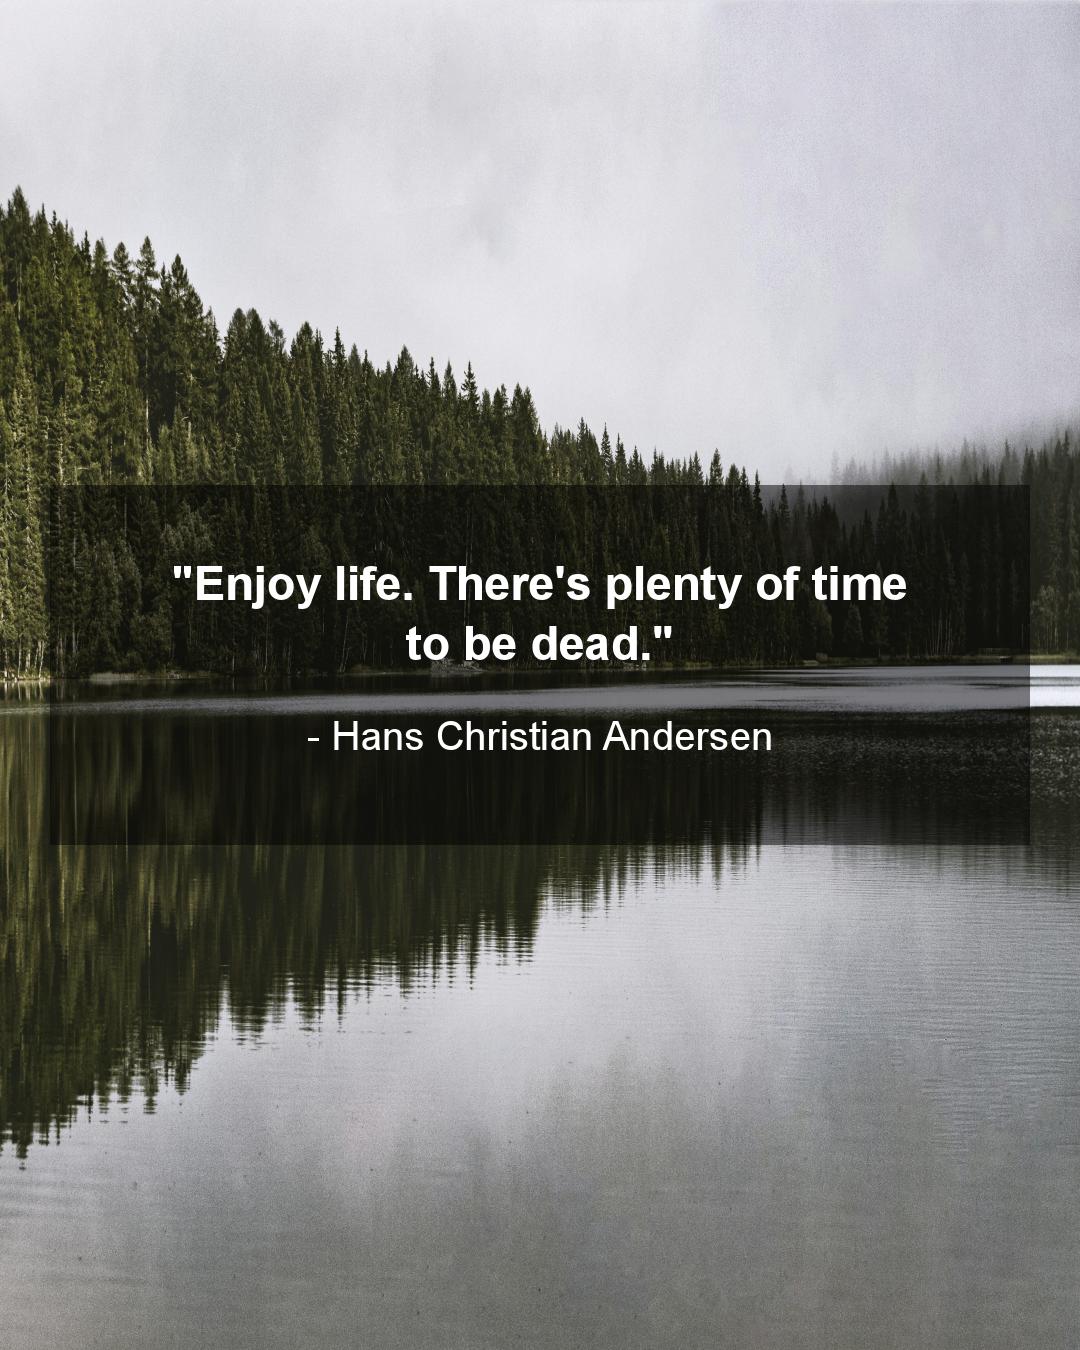 "Enjoy life. There's plenty of time
to be dead."
- Hans Christian Andersen